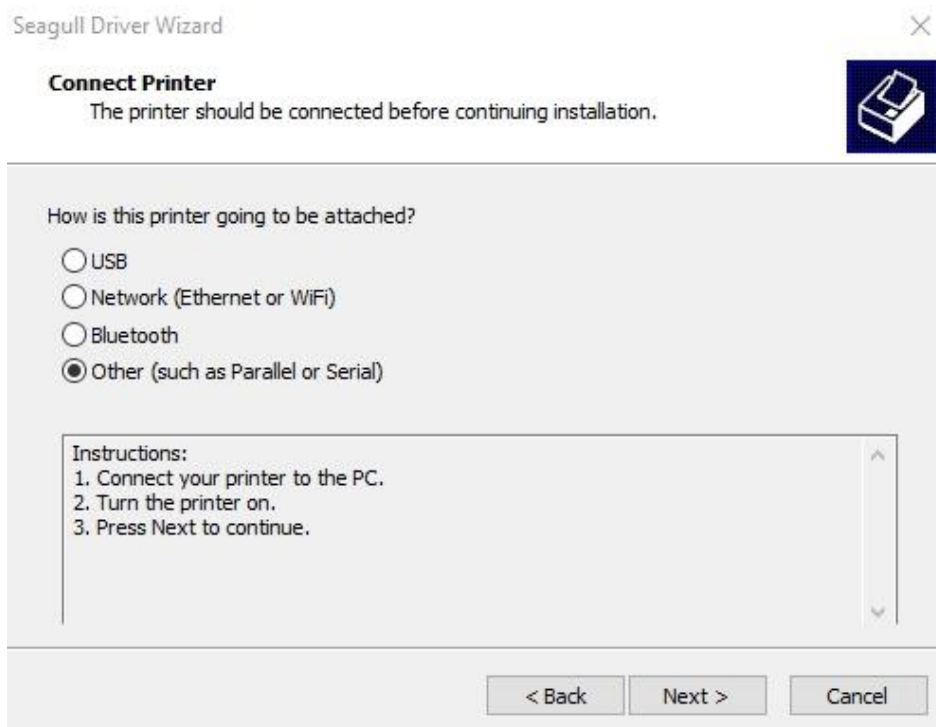 Seagull Driver Wizard
Connect Printer
The printer should be connected before continuing installation.
How is this printer going to be attached?
USB
Network (Ethernet or WiFi)
Bluetooth
Other (such as Parallel or Serial)
Instructions:
1. Connect your printer to the PC.
2. Turn the printer on.
3. Press Next to continue.
< Back Next > Cancel